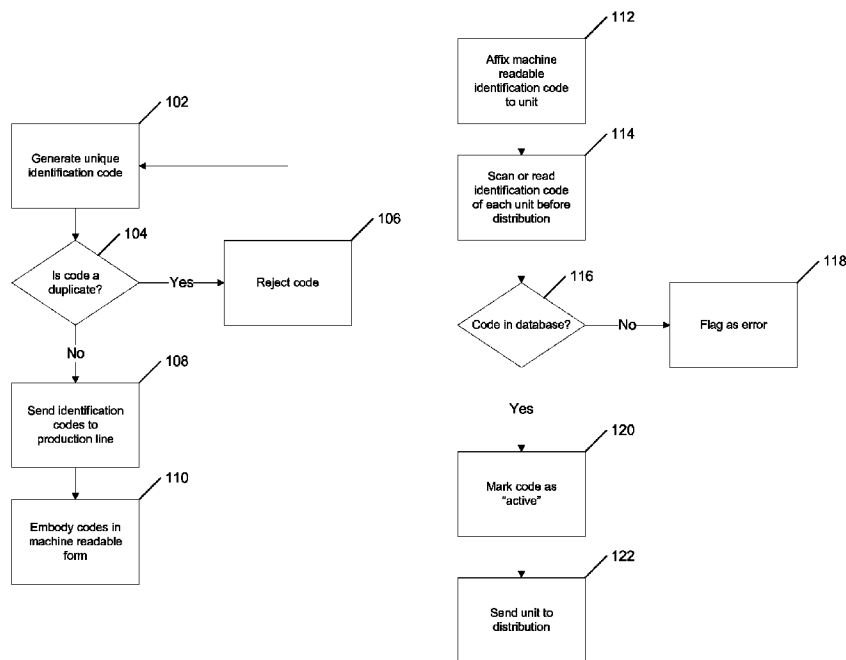 102
Generate unique
identification code
104
Is code a
duplicate?
Yes
106
Reject code
No
108
Send identification
codes to
production line
110
Embody codes in
machine readable
form
112
Affix machine
readable
identification code
to unit
114
Scan or read
identification code
of each unit before
distribution
116
Code in database?
No
118
Flag as error
Yes
120
Mark code as
"active"
122
Send unit to
distribution